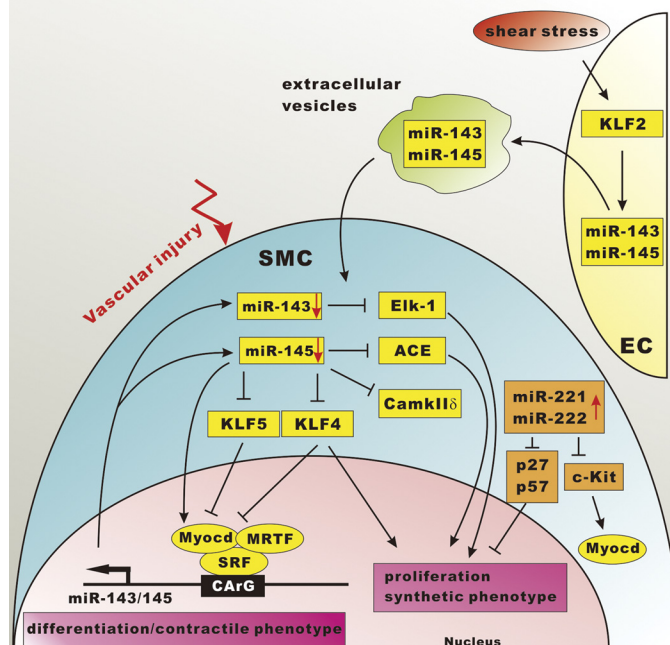 shear stress
extracellular
vesicles
KLF2
miR-143
miR-145
miR-143
miR-145
Vascular injury
SMC
EC
miR-143
Elk-1
miR-145
ACE
CamkIIδ
miR-221
miR-222
KLF5
KLF4
p27
p57
c-Kit
Myocd
MRTF
SRF
Myocd
CArG
miR-143/145
proliferation
synthetic phenotype
differentiation/contractile phenotype
Nucleus